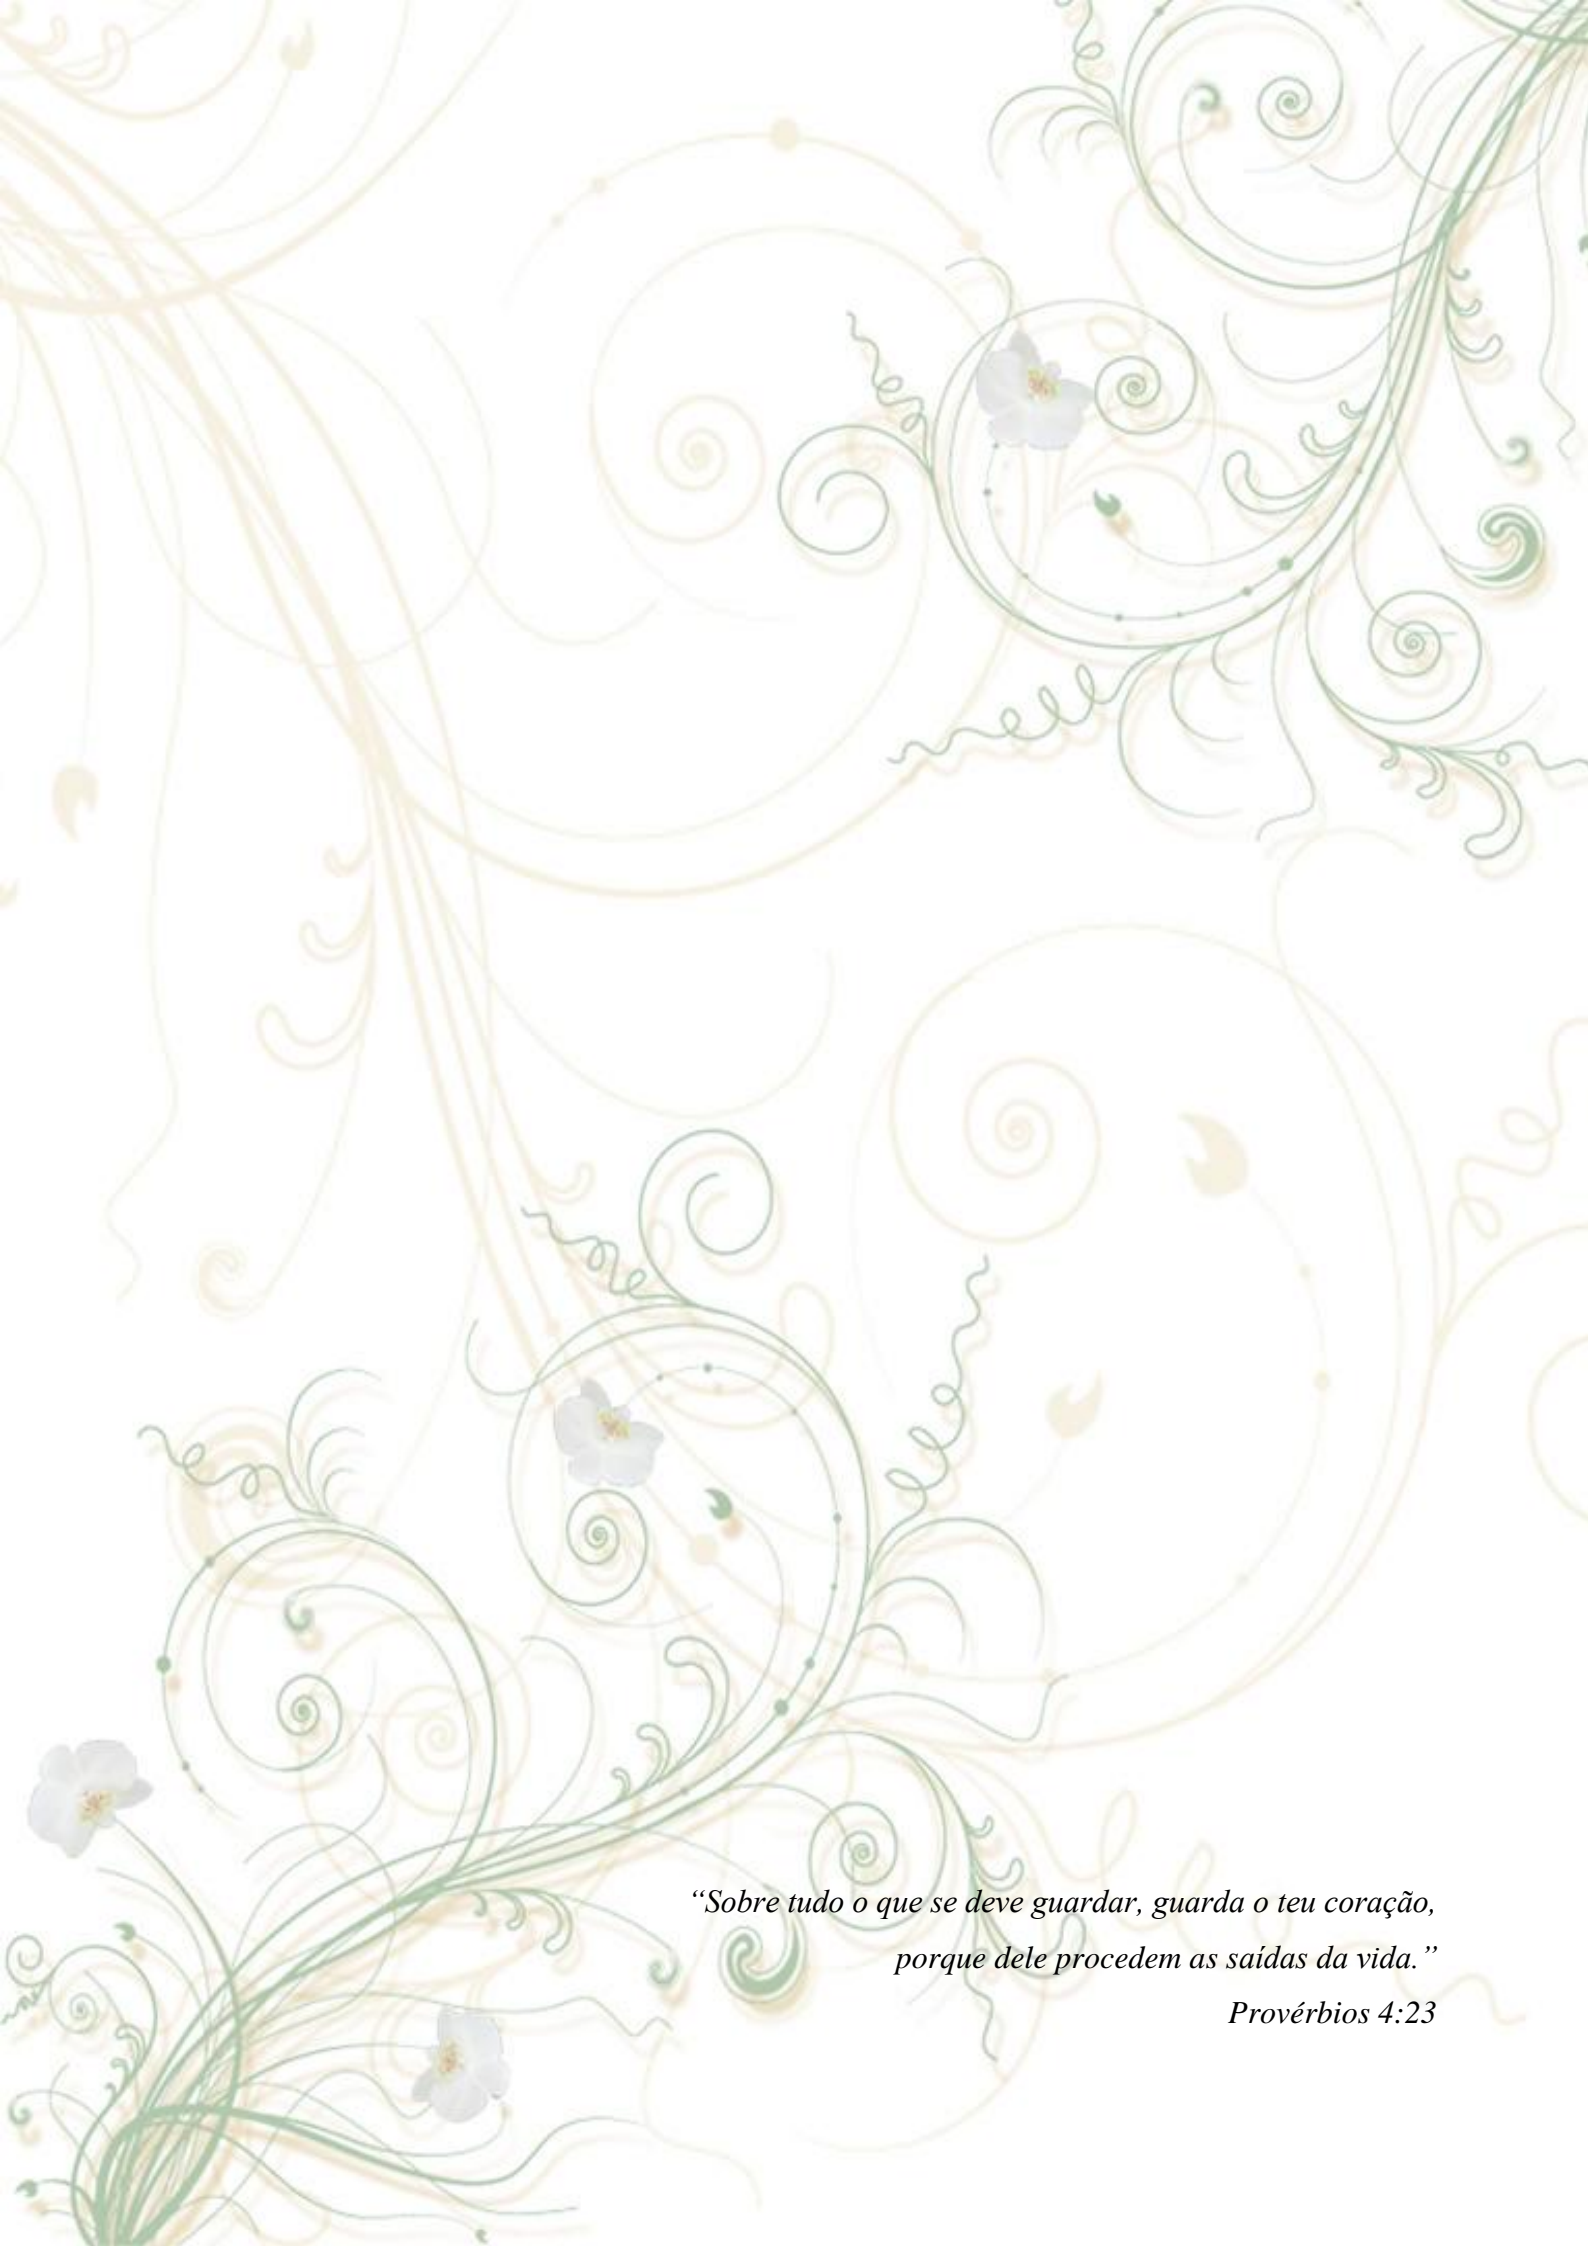 “Sobre tudo o que se deve guardar, guarda o teu coração,
porque dele procedem as saídas da vida.”
Provérbios 4:23